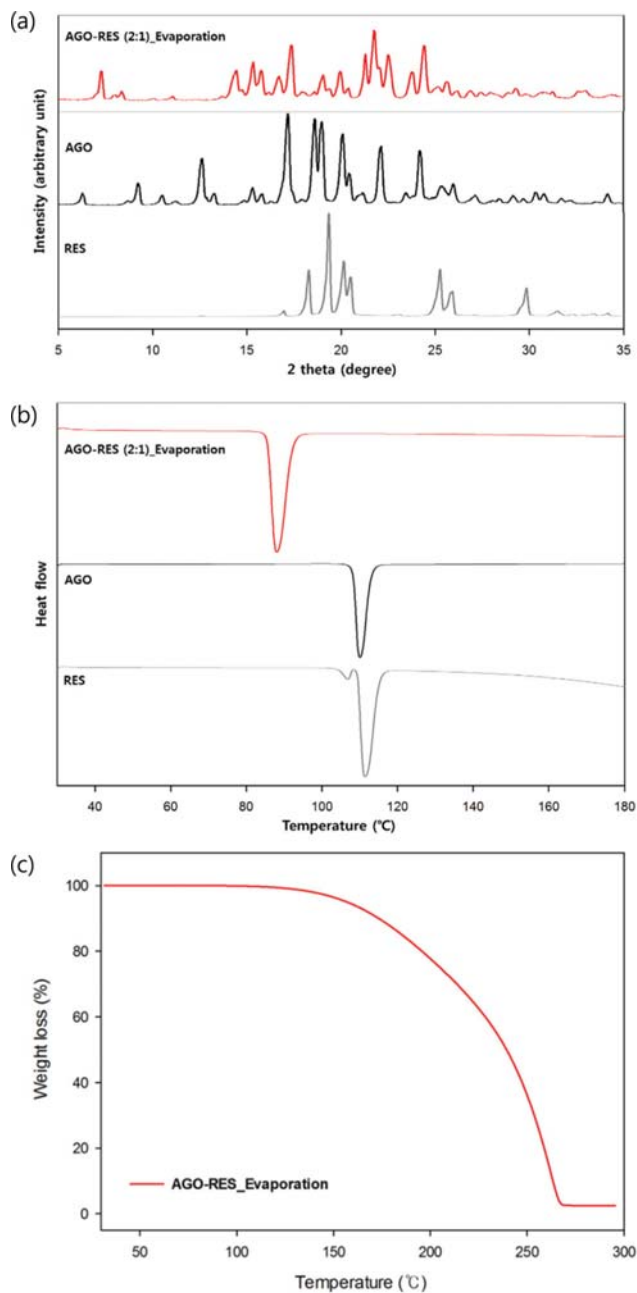 (a)
AGO-RES (2:1)_Evaporation
AGO
RES
Intensity (arbitrary unit)
5 10 15 20 25 30 35
2 theta (degree)
(b)
AGO-RES (2:1)_Evaporation
AGO
RES
Heat flow
40 60 80 100 120 140 160 180
Temperature (℃)
(c)
100
80
60
40
20
0
Weight loss (%)
AGO-RES_Evaporation
50 100 150 200 250 300
Temperature (℃)